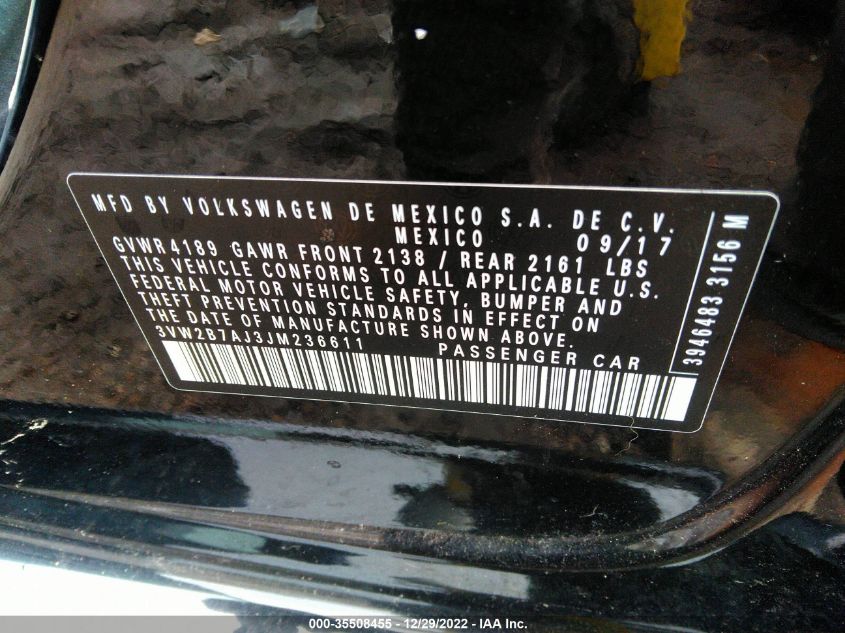 MFD BY VOLKSWAGEN DE MEXICO S.A. DE C.V.
MEXICO 09/17
GVWR 4189 GAWR FRONT 2138 / REAR 2161 LBS
THIS VEHICLE CONFORMS TO ALL APPLICABLE U.S.
FEDERAL MOTOR VEHICLE SAFETY, BUMPER AND
THEFT PREVENTION STANDARDS IN EFFECT ON
THE DATE OF MANUFACTURE SHOWN ABOVE.
3VW2B7AJ3JM236611 PASSENGER CAR
3946483 3156 M
000-35508455 - 12/29/2022 - IAA Inc.